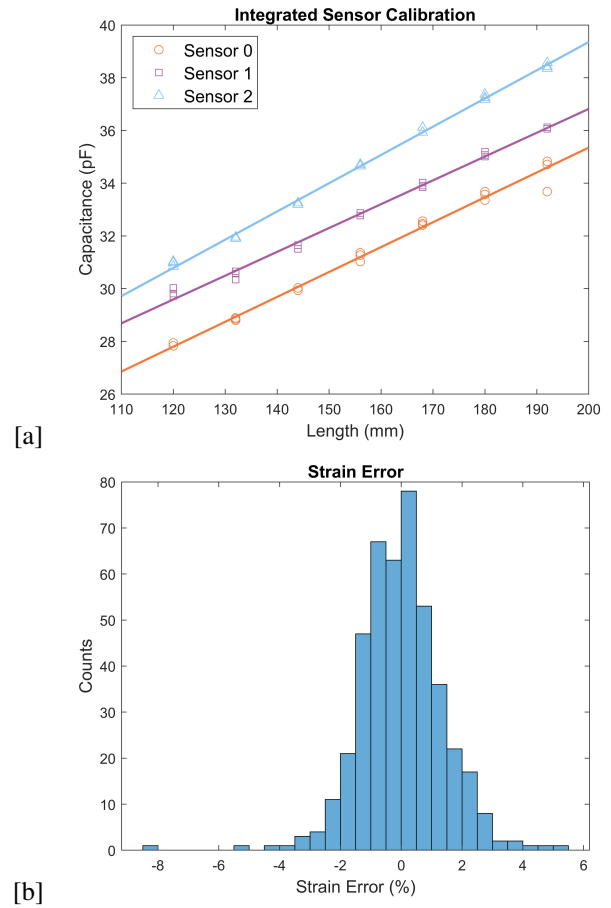 Integrated Sensor Calibration
40
38
36
34
32
30
28
26
Capacitance (pF)
Sensor 0
Sensor 1
Sensor 2
110 120 130 140 150 160 170 180 190 200
Length (mm)
[a]
Strain Error
80
70
60
50
40
30
20
10
0
Counts
-8 -6 -4 -2 0 2 4 6
Strain Error (%)
[b]